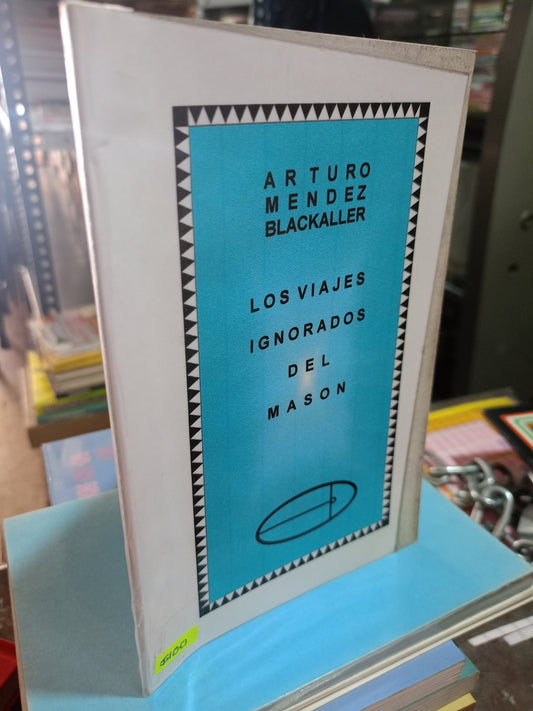 ARTURO
MENDEZ
BLACKALLER
LOS VIAJES
IGNORADOS
DEL
MASON
$100